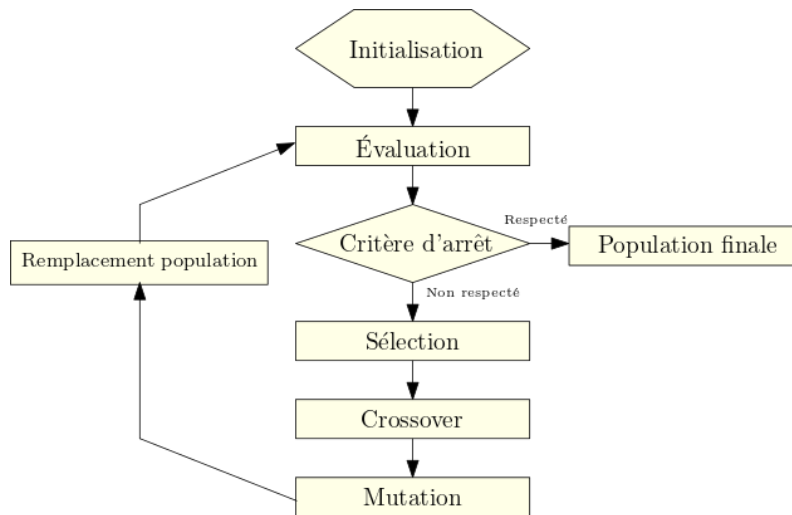 Initialisation
Évaluation
Critère d'arrêt
Respecté
Population finale
Remplacement population
Non respecté
Sélection
Crossover
Mutation